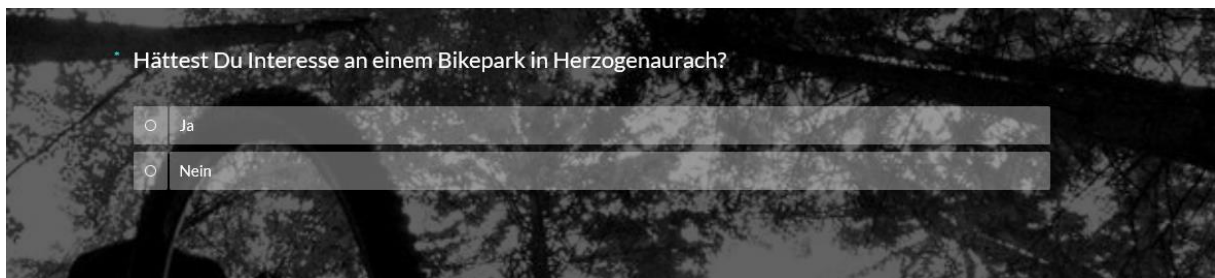 * Hättest Du Interesse an einem Bikepark in Herzogenaurach?
Ja
Nein